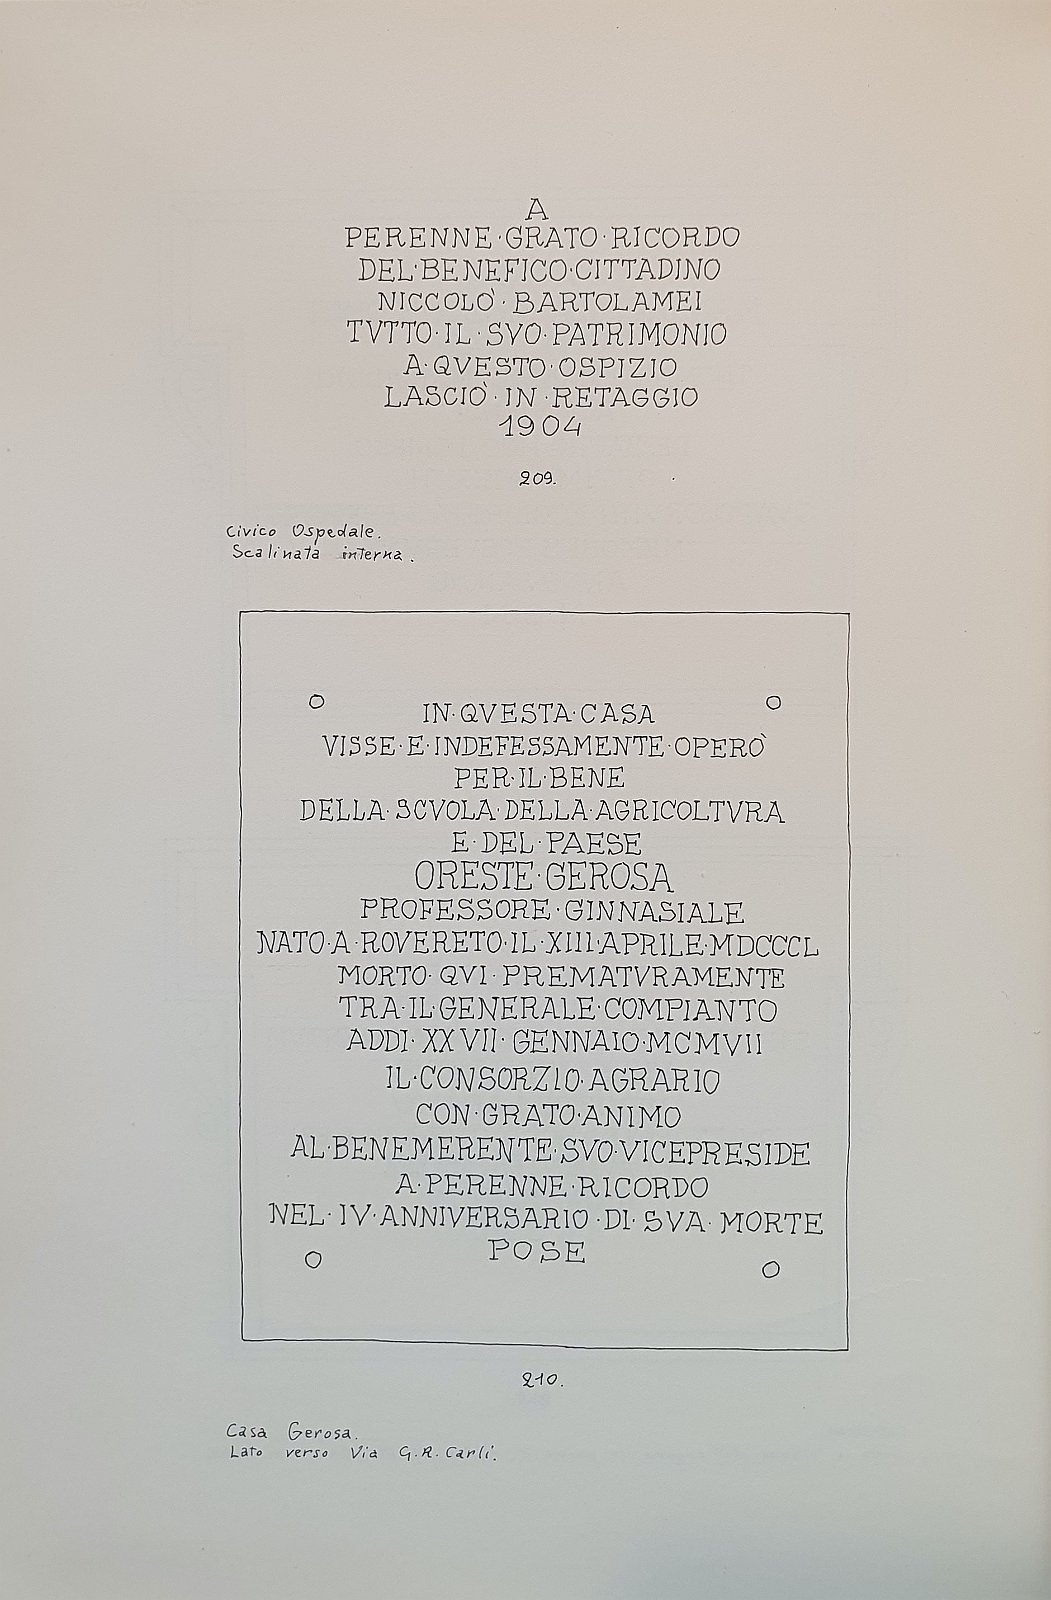 A
PERENNE·GRATO·RICORDO
DEL·BENEFICO·CITTADINO
NICCOLO'·BARTOLAMEI
TVTTO·IL·SVO·PATRIMONIO
A·QVESTO·OSPIZIO
LASCIO'·IN·RETAGGIO
1904
209.
Civico Ospedale.
Scalinata interna.
IN·QVESTA·CASA
VISSE·E·INDEFESSAMENTE·OPERO'
PER·IL·BENE
DELLA·SCVOLA·DELLA·AGRICOLTVRA
E·DEL·PAESE
ORESTE·GEROSA
PROFESSORE·GINNASIALE
NATO·A·ROVERETO·IL·XIII·APRILE·MDCCCL
MORTO·QVI·PREMATVRAMENTE
TRA·IL·GENERALE·COMPIANTO
ADDI·XXVII·GENNAIO·MCMVII
IL·CONSORZIO·AGRARIO
CON·GRATO·ANIMO
AL·BENEMERENTE·SVO·VICEPRESIDE
A·PERENNE·RICORDO
NEL·IV·ANNIVERSARIO·DI·SVA·MORTE
POSE
210.
Casa Gerosa.
Lato verso Via G.R.Carli.